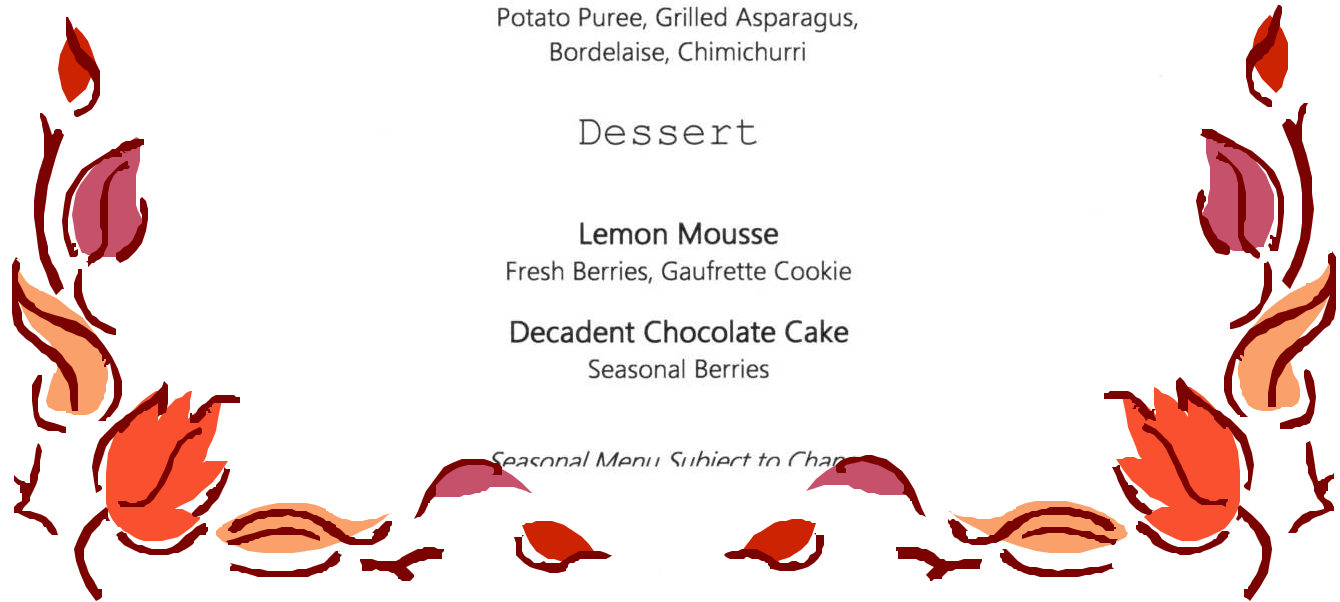 Potato Puree, Grilled Asparagus,
Bordelaise, Chimichurri
Dessert
Lemon Mousse
Fresh Berries, Gaufrette Cookie
Decadent Chocolate Cake
Seasonal Berries
Seasonal Menu Subject to